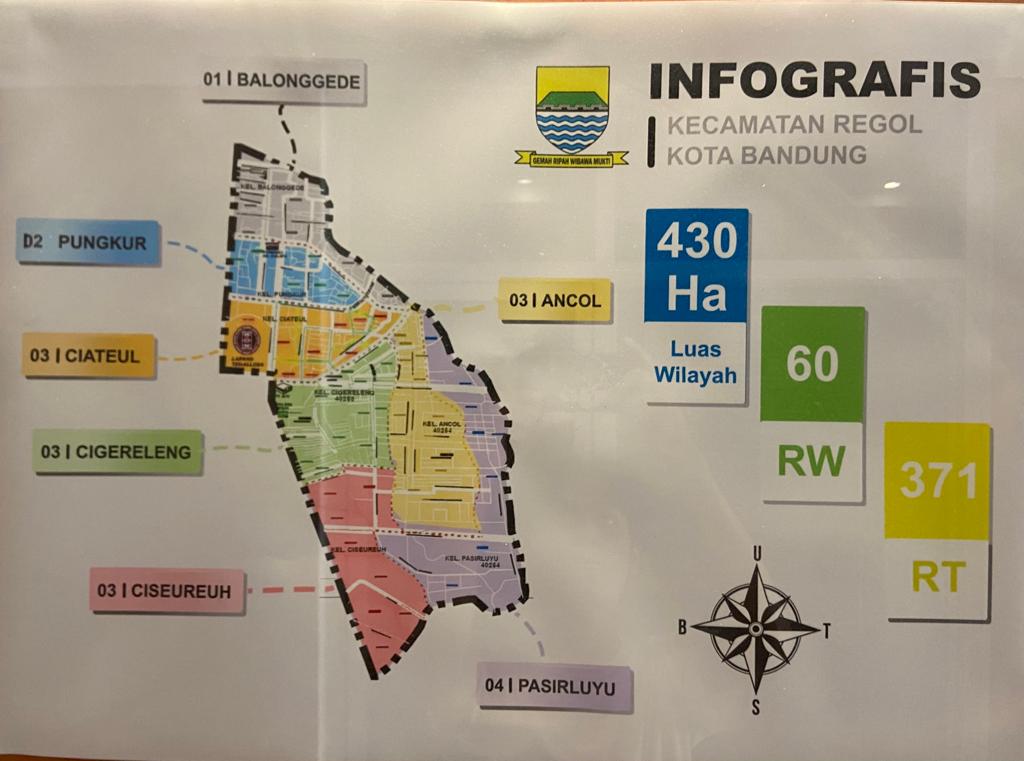 01 | BALONGGEDE
INFOGRAFIS
KECAMATAN REGOL
KOTA BANDUNG
GEMAH RIPAH WIBAWA MUKTI
KEL. BALONGGEDE
D2 PUNGKUR
430
Ha
Luas
Wilayah
KEL. PUNGKUR
03 | ANCOL
KEL. CIATEUL
60
RW
03 | CIATEUL
KEL. CIGERELENG
40253
KEL. ANCOL
40254
371
RT
03 | CIGERELENG
KEL. CISEUREUH
KEL. PASIRLUYU
40254
03 | CISEUREUH
04 | PASIRLUYU
U
B
T
S